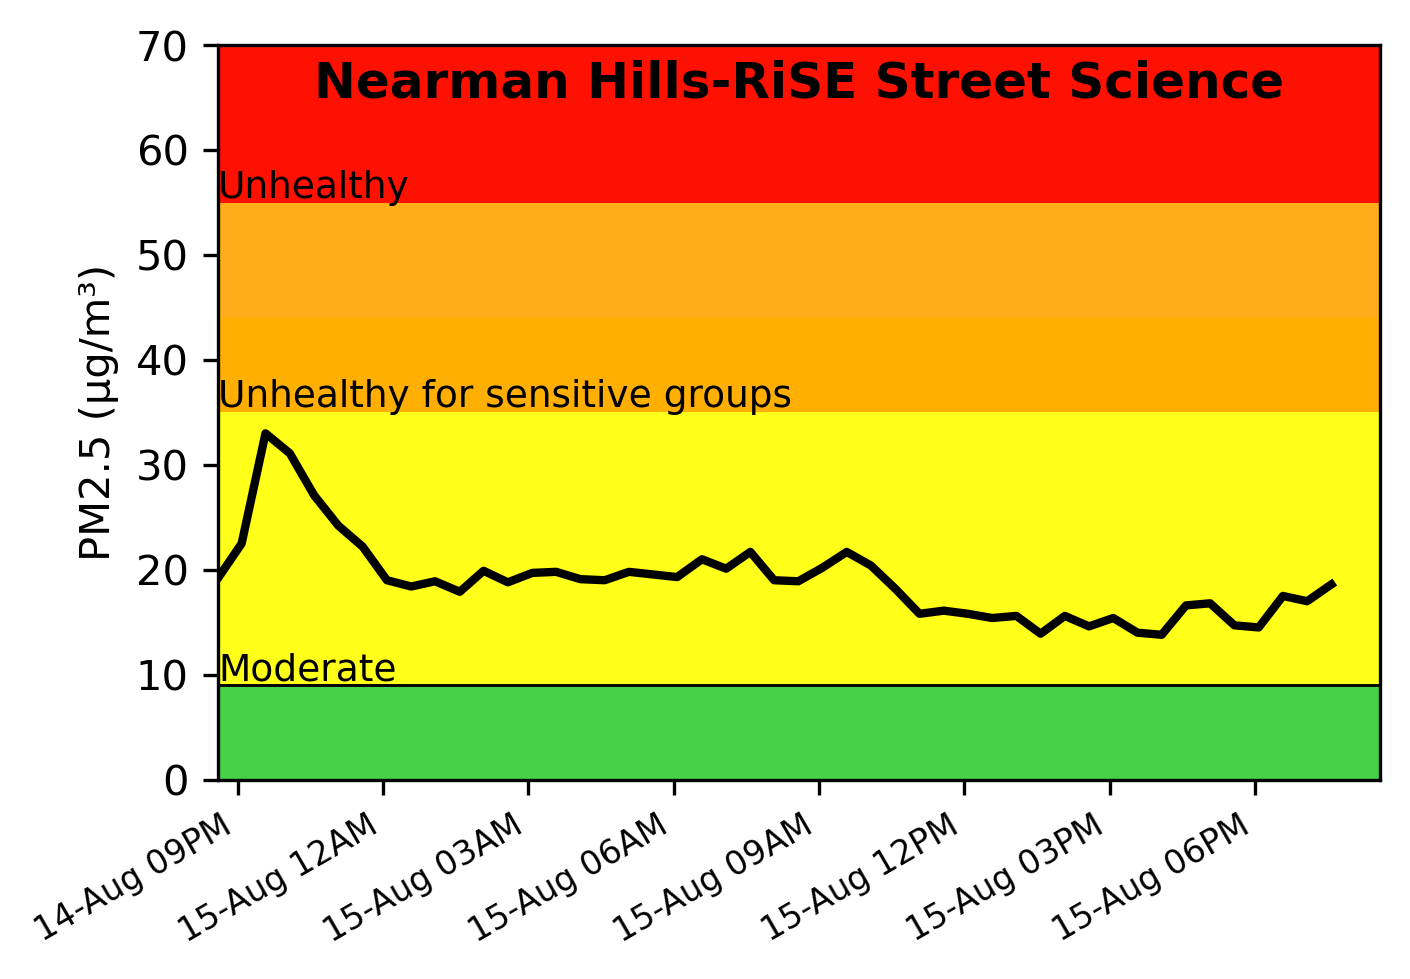 Nearman Hills-RiSE Street Science
70
60
Unhealthy
50
40
Unhealthy for sensitive groups
30
20
Moderate
10
0
PM2.5 (μg/m³)
14-Aug 09PM
15-Aug 12AM
15-Aug 03AM
15-Aug 06AM
15-Aug 09AM
15-Aug 12PM
15-Aug 03PM
15-Aug 06PM